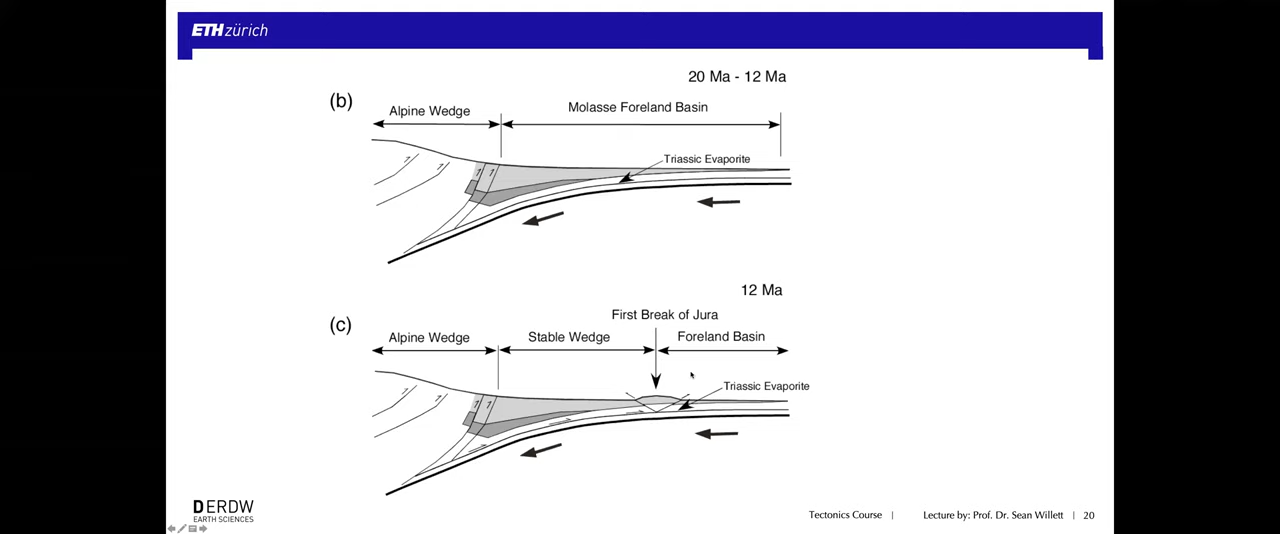 ETH zürich
20 Ma - 12 Ma
(b)
Alpine Wedge
Molasse Foreland Basin
Triassic Evaporite
12 Ma
First Break of Jura
(c)
Alpine Wedge
Stable Wedge
Foreland Basin
Triassic Evaporite
DERDW
EARTH SCIENCES
Tectonics Course | Lecture by: Prof. Dr. Sean Willett | 20